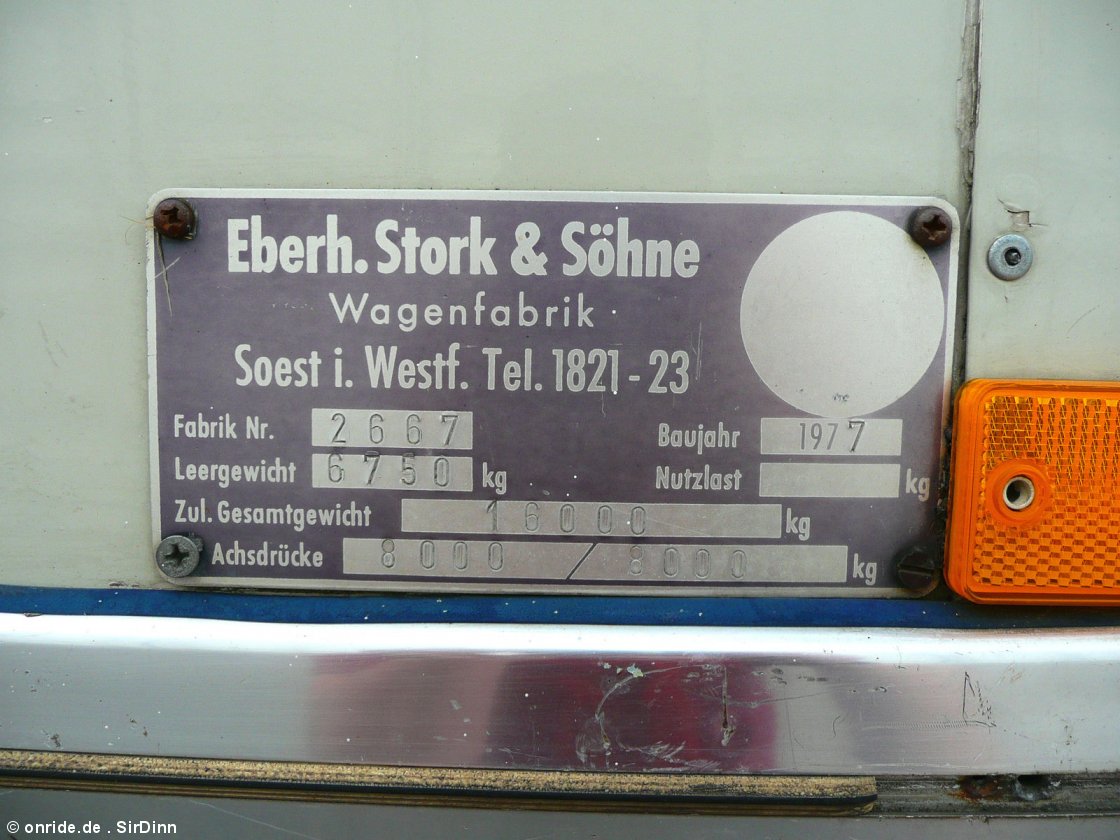 Eberh. Stork & Söhne
Wagenfabrik
Soest i. Westf. Tel. 1821 - 23
Fabrik Nr. 2667 Baujahr 1977
Leergewicht 6750 kg Nutzlast kg
Zul. Gesamtgewicht 16000 kg
Achsdrücke 8000 / 8000 kg
© onride.de . SirDinn